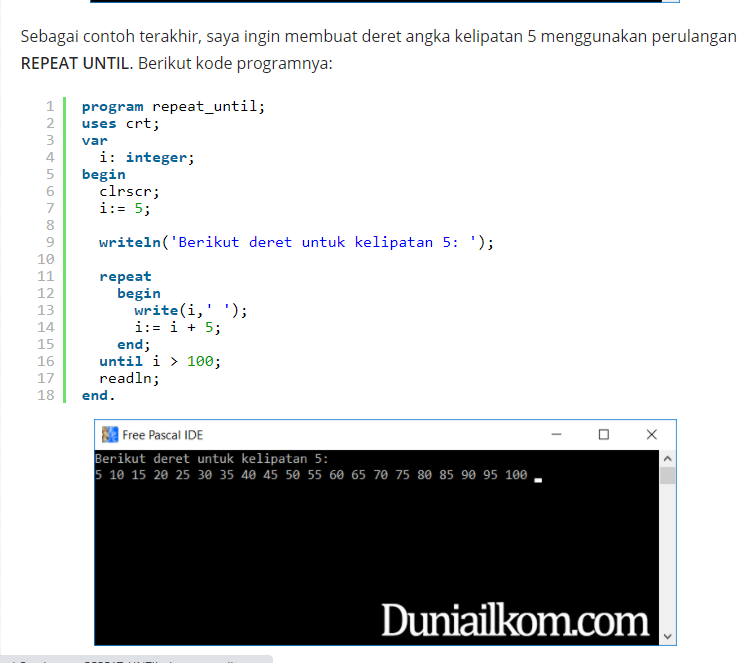 Sebagai contoh terakhir, saya ingin membuat deret angka kelipatan 5 menggunakan perulangan
REPEAT UNTIL. Berikut kode programnya:
1 program repeat_until;
2 uses crt;
3 var
4 i: integer;
5 begin
6 clrscr;
7 i:= 5;
8
9 writeln('Berikut deret untuk kelipatan 5: ');
10
11 repeat
12 begin
13 write(i,' ');
14 i:= i + 5;
15 end;
16 until i > 100;
17 readln;
18 end.
Free Pascal IDE
Berikut deret untuk kelipatan 5:
5 10 15 20 25 30 35 40 45 50 55 60 65 70 75 80 85 90 95 100
Duniailkom.com